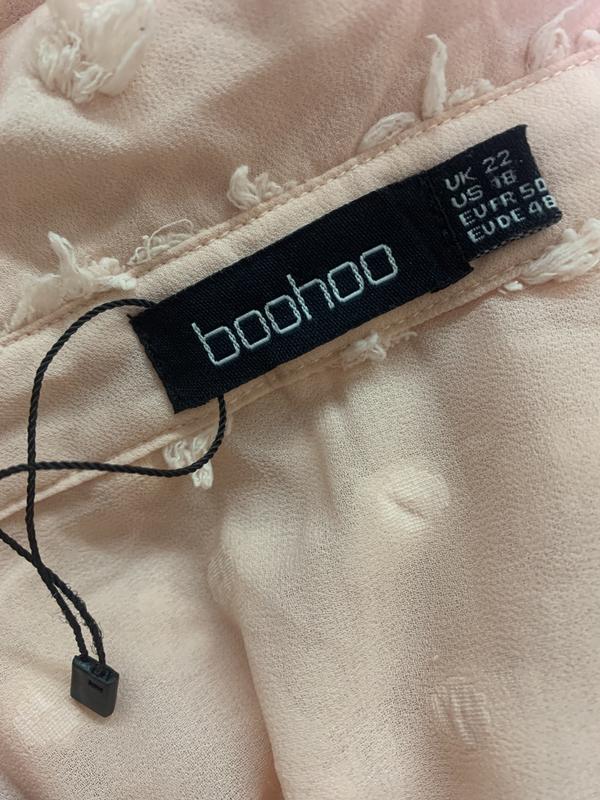 boohoo
UK 22
US 18
EU FR 50
EU DE 48